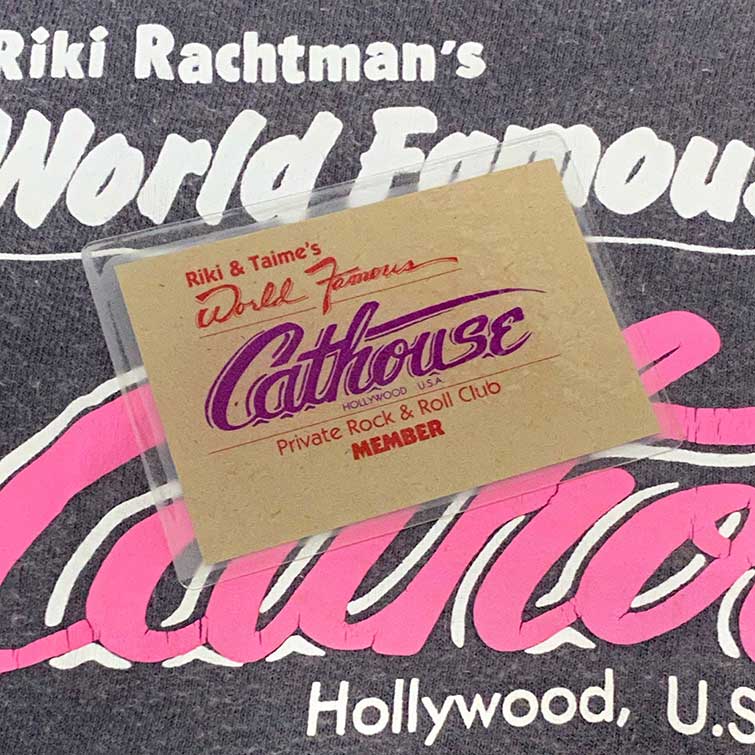 Riki Rachtman's
World Famou
Riki & Taime's
World Famous
Cathouse
HOLLYWOOD U.S.A.
Private Rock & Roll Club
MEMBER
Hollywood, U.S